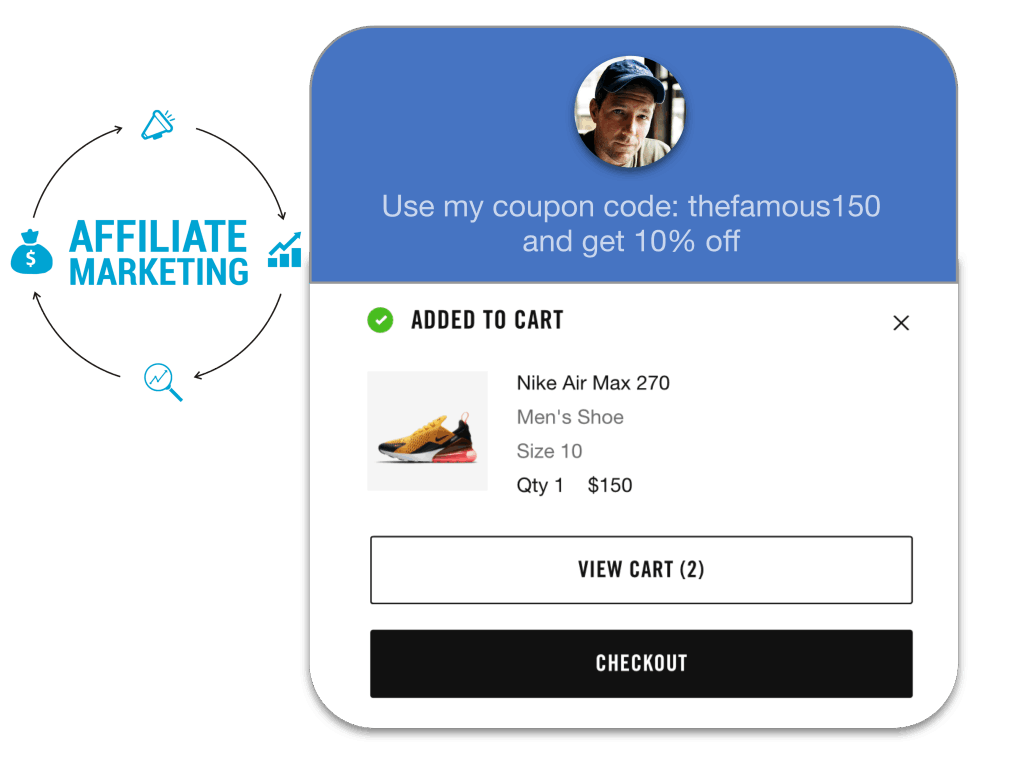 AFFILIATE
MARKETING
$
Use my coupon code: thefamous150
and get 10% off
ADDED TO CART
Nike Air Max 270
Men's Shoe
Size 10
Qty 1 $150
VIEW CART (2)
CHECKOUT